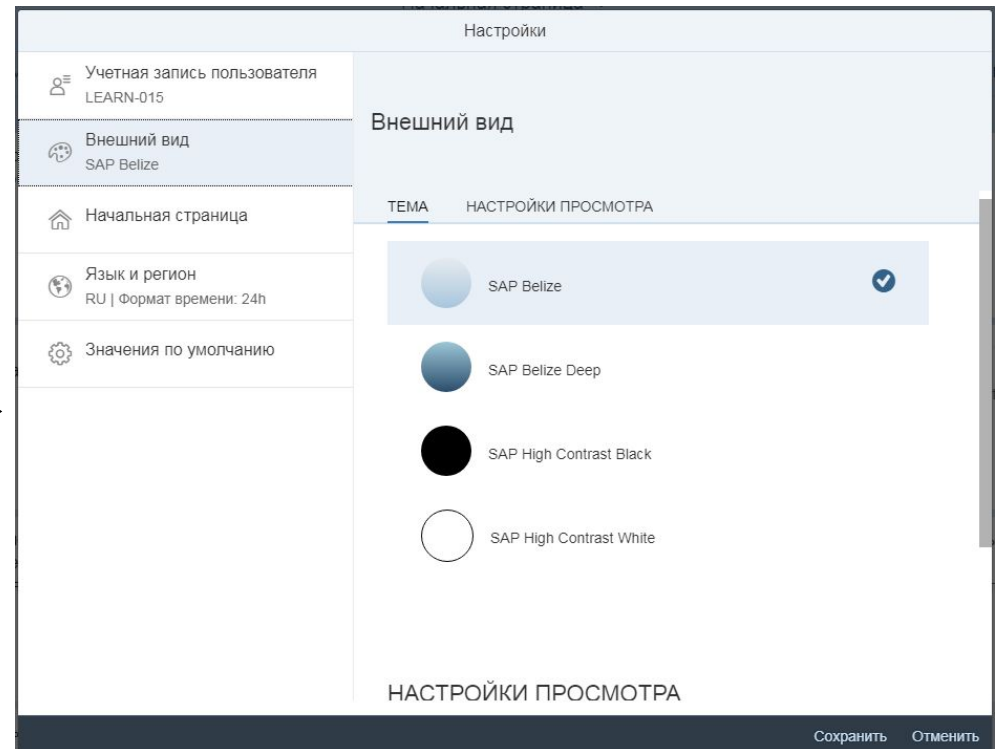 Настройки
Учетная запись пользователя
LEARN-015
Внешний вид
SAP Belize
Начальная страница
Язык и регион
RU | Формат времени: 24h
Значения по умолчанию
Внешний вид
ТЕМА НАСТРОЙКИ ПРОСМОТРА
SAP Belize
SAP Belize Deep
SAP High Contrast Black
SAP High Contrast White
НАСТРОЙКИ ПРОСМОТРА
Сохранить Отменить